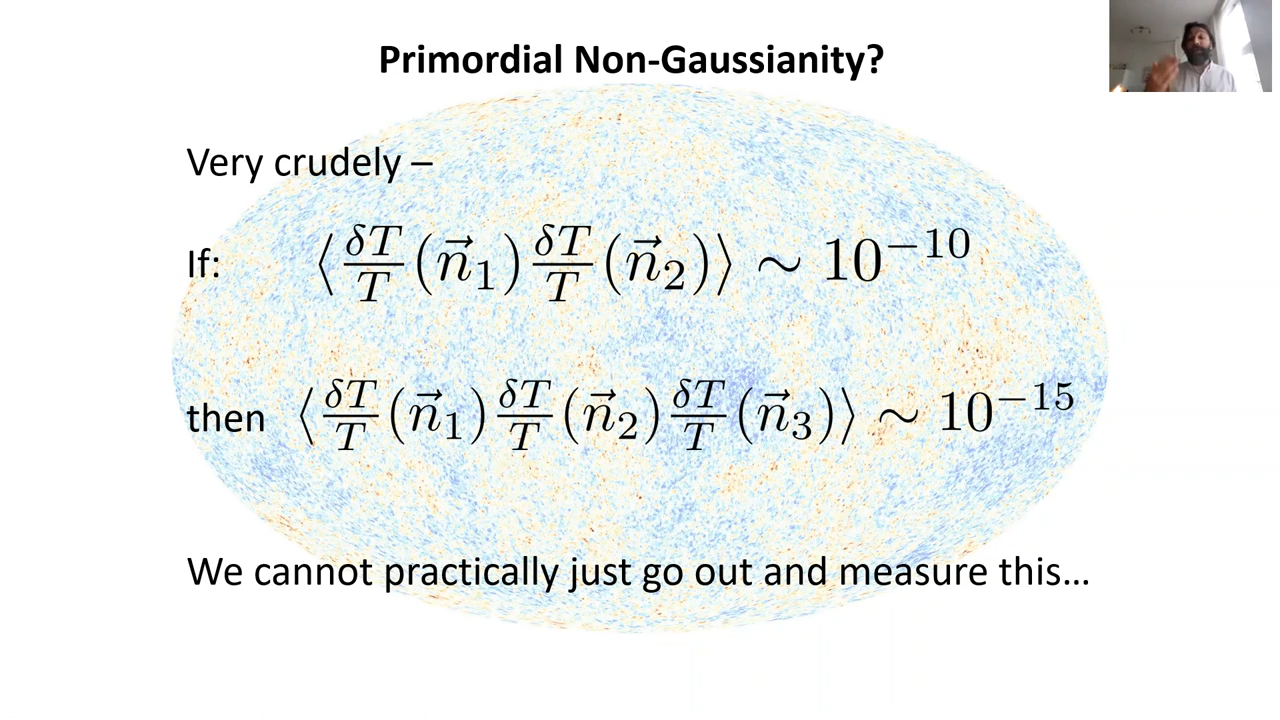 Primordial Non-Gaussianity?
Very crudely –
If: ⟨ δT/T (n⃗₁) δT/T (n⃗₂) ⟩ ∼ 10⁻¹⁰
then ⟨ δT/T (n⃗₁) δT/T (n⃗₂) δT/T (n⃗₃) ⟩ ∼ 10⁻¹⁵
We cannot practically just go out and measure this…